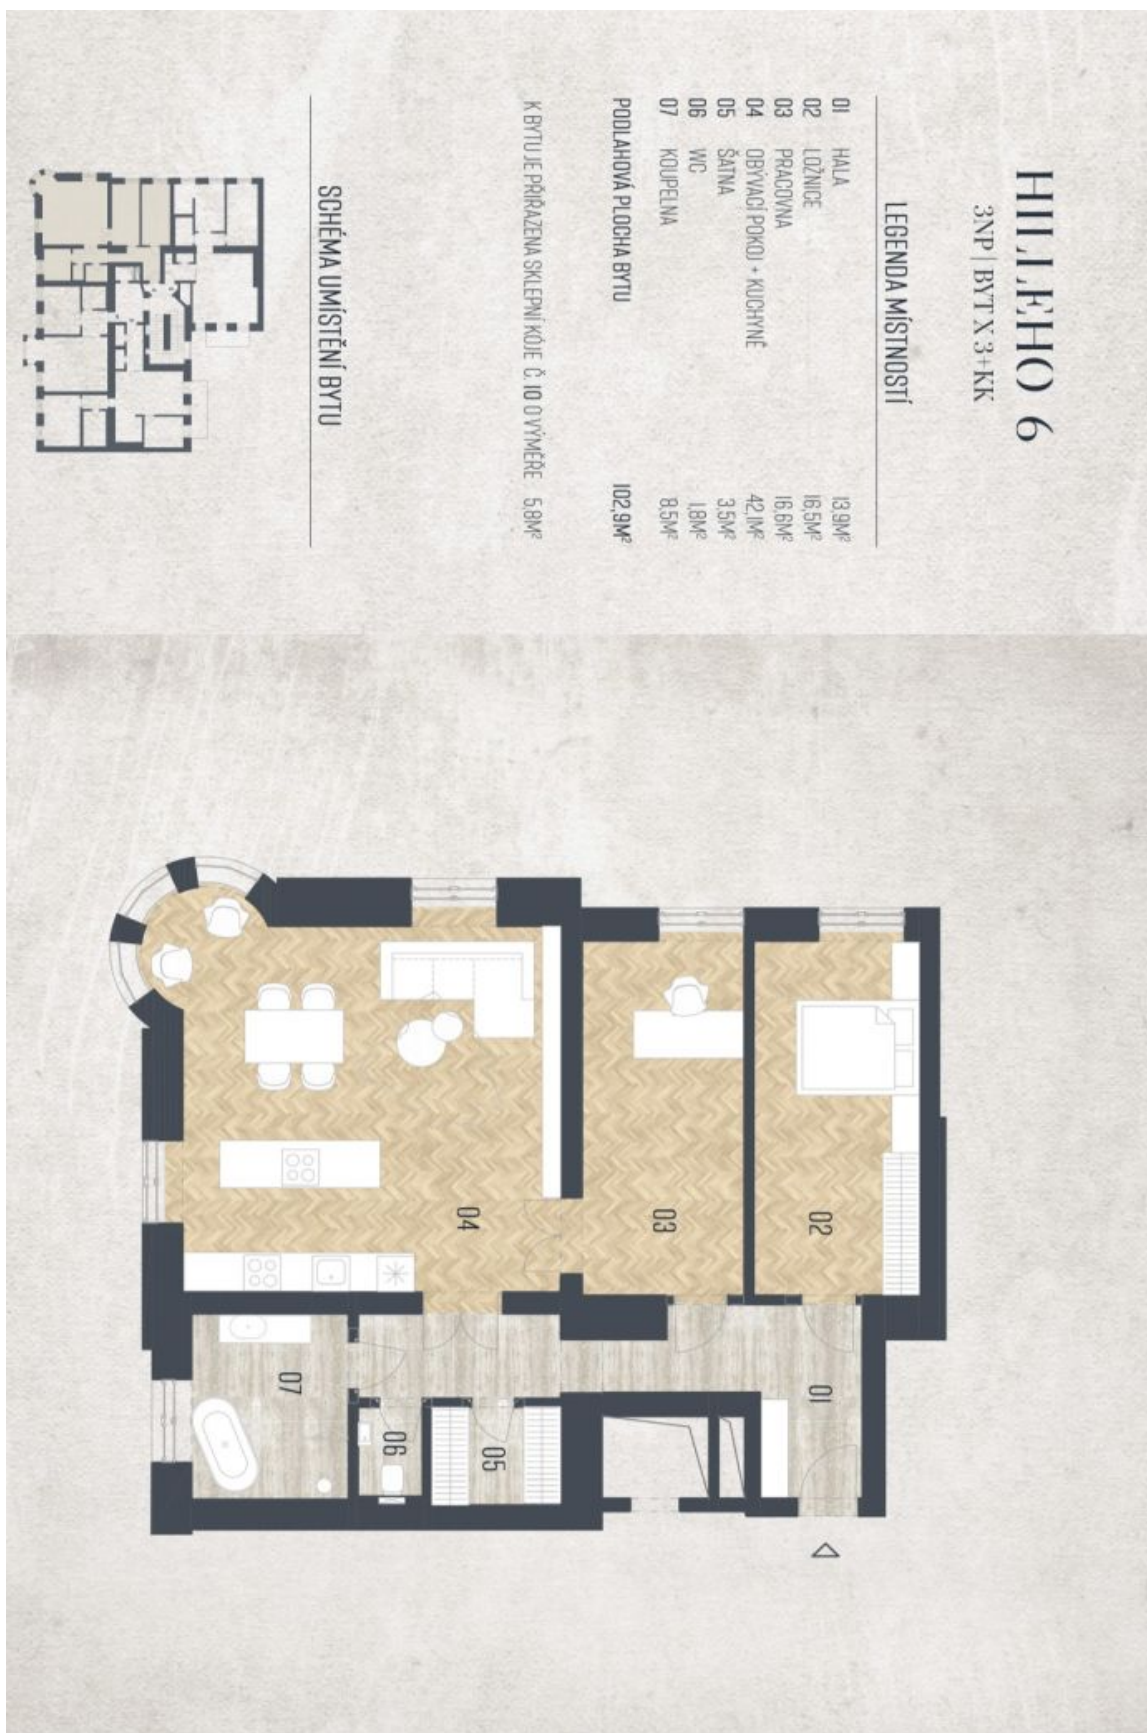 HILLEHO 6
3NP | BYT X 3+KK
LEGENDA MÍSTNOSTÍ
01 HALA 13,9M²
02 LOŽNICE 16,5M²
03 PRACOVNA 16,6M²
04 OBÝVACÍ POKOJ + KUCHYNĚ 42,1M²
05 ŠATNA 3,5M²
06 WC 1,8M²
07 KOUPELNA 8,5M²
PODLAHOVÁ PLOCHA BYTU 102,9M²
K BYTU JE PŘIŘAZENA SKLEPNÍ KÓJE Č. 10 O VÝMĚŘE 5,8M²
SCHÉMA UMÍSTĚNÍ BYTU
02
03
04
01
05
06
07